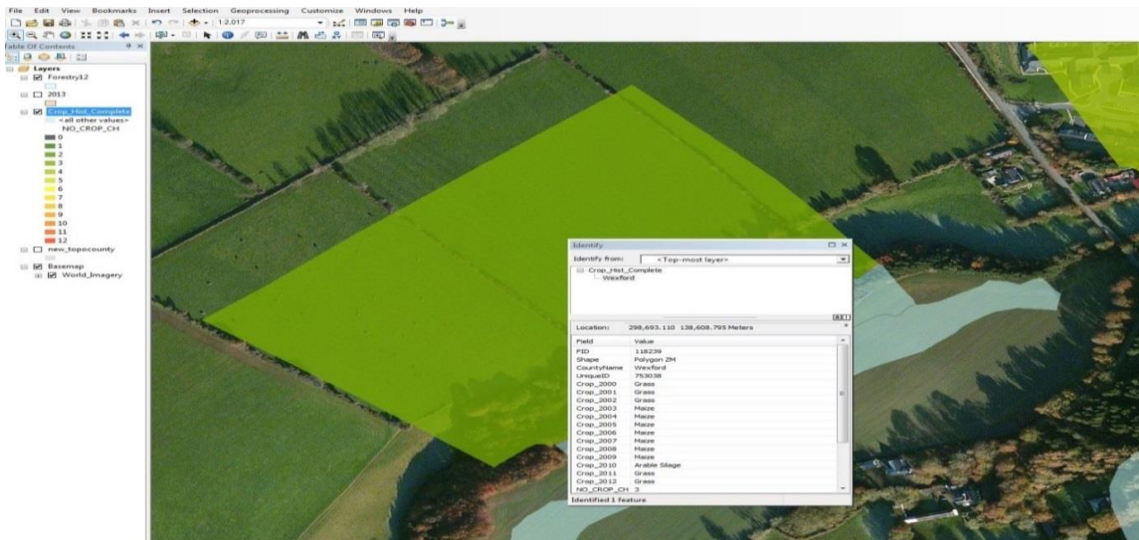 File Edit View Bookmarks Insert Selection Geoprocessing Customize Windows Help
1:2,017
Table Of Contents
Layers
Forestry12
2013
Crop_Hist_Complete
<all other values>
NO_CROP_CH
0
1
2
3
4
5
6
7
8
9
10
11
12
new_topocounty
Basemap
World_Imagery
Identify
Identify from: <Top-most layer>
Crop_Hist_Complete
Wexford
Location: 298,693.110 138,608.795 Meters
Field Value
FID 118239
Shape Polygon ZM
CountyName Wexford
UniqueID 753038
Crop_2000 Grass
Crop_2001 Grass
Crop_2002 Grass
Crop_2003 Maize
Crop_2004 Maize
Crop_2005 Maize
Crop_2006 Maize
Crop_2007 Maize
Crop_2008 Maize
Crop_2009 Maize
Crop_2010 Arable Silage
Crop_2011 Grass
Crop_2012 Grass
NO_CROP_CH 3
Identified 1 feature